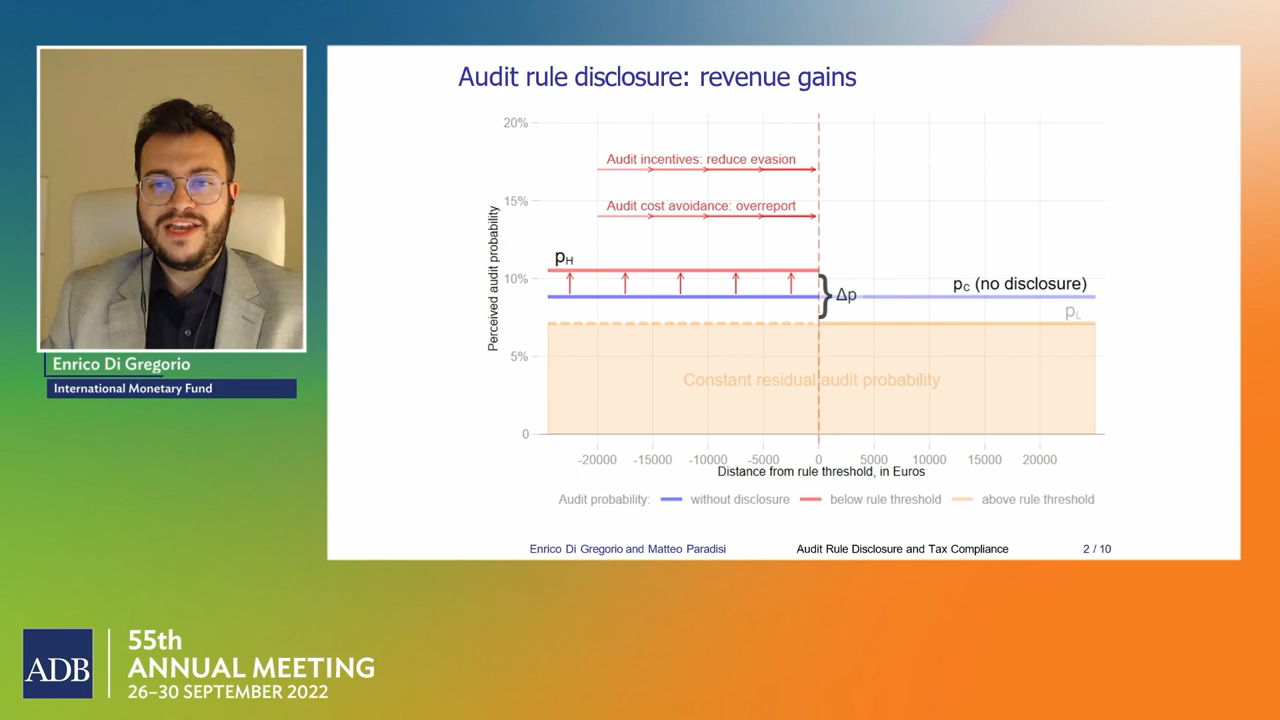 Audit rule disclosure: revenue gains
20%
15%
10%
5%
0
Perceived audit probability
Audit incentives: reduce evasion
Audit cost avoidance: overreport
pH
Δp
pC (no disclosure)
pL
Constant residual audit probability
-20000 -15000 -10000 -5000 0 5000 10000 15000 20000
Distance from rule threshold, in Euros
Audit probability: without disclosure below rule threshold above rule threshold
Enrico Di Gregorio and Matteo Paradisi Audit Rule Disclosure and Tax Compliance 2 / 10
Enrico Di Gregorio
International Monetary Fund
ADB
55th
ANNUAL MEETING
26–30 SEPTEMBER 2022